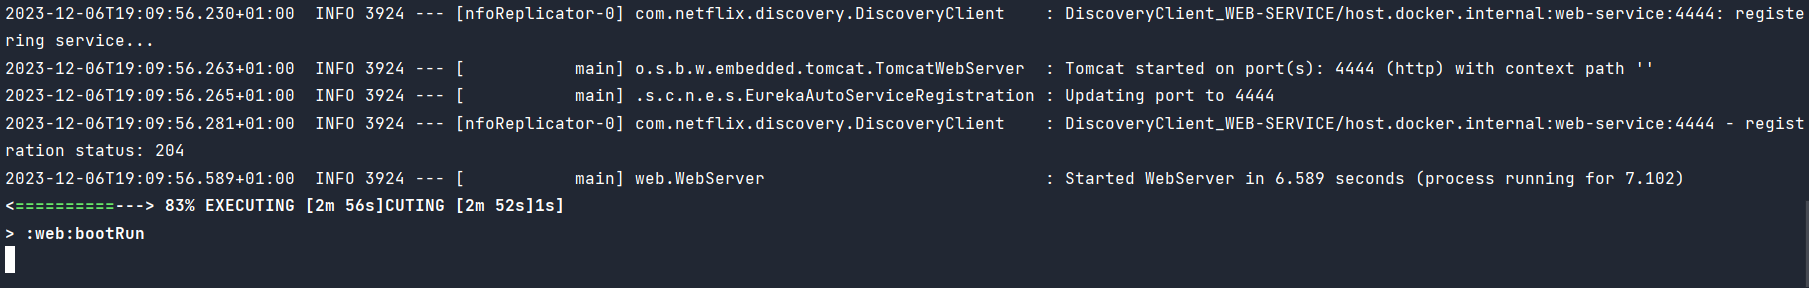 2023-12-06T19:09:56.230+01:00  INFO 3924 --- [nfoReplicator-0] com.netflix.discovery.DiscoveryClient    : DiscoveryClient_WEB-SERVICE/host.docker.internal:web-service:4444: registe
ring service...
2023-12-06T19:09:56.263+01:00  INFO 3924 --- [           main] o.s.b.w.embedded.tomcat.TomcatWebServer  : Tomcat started on port(s): 4444 (http) with context path ''
2023-12-06T19:09:56.265+01:00  INFO 3924 --- [           main] .s.c.n.e.s.EurekaAutoServiceRegistration : Updating port to 4444
2023-12-06T19:09:56.281+01:00  INFO 3924 --- [nfoReplicator-0] com.netflix.discovery.DiscoveryClient    : DiscoveryClient_WEB-SERVICE/host.docker.internal:web-service:4444 - regist
ration status: 204
2023-12-06T19:09:56.589+01:00  INFO 3924 --- [           main] web.WebServer                            : Started WebServer in 6.589 seconds (process running for 7.102)
<==========---> 83% EXECUTING [2m 56s]CUTING [2m 52s]1s]
> :web:bootRun